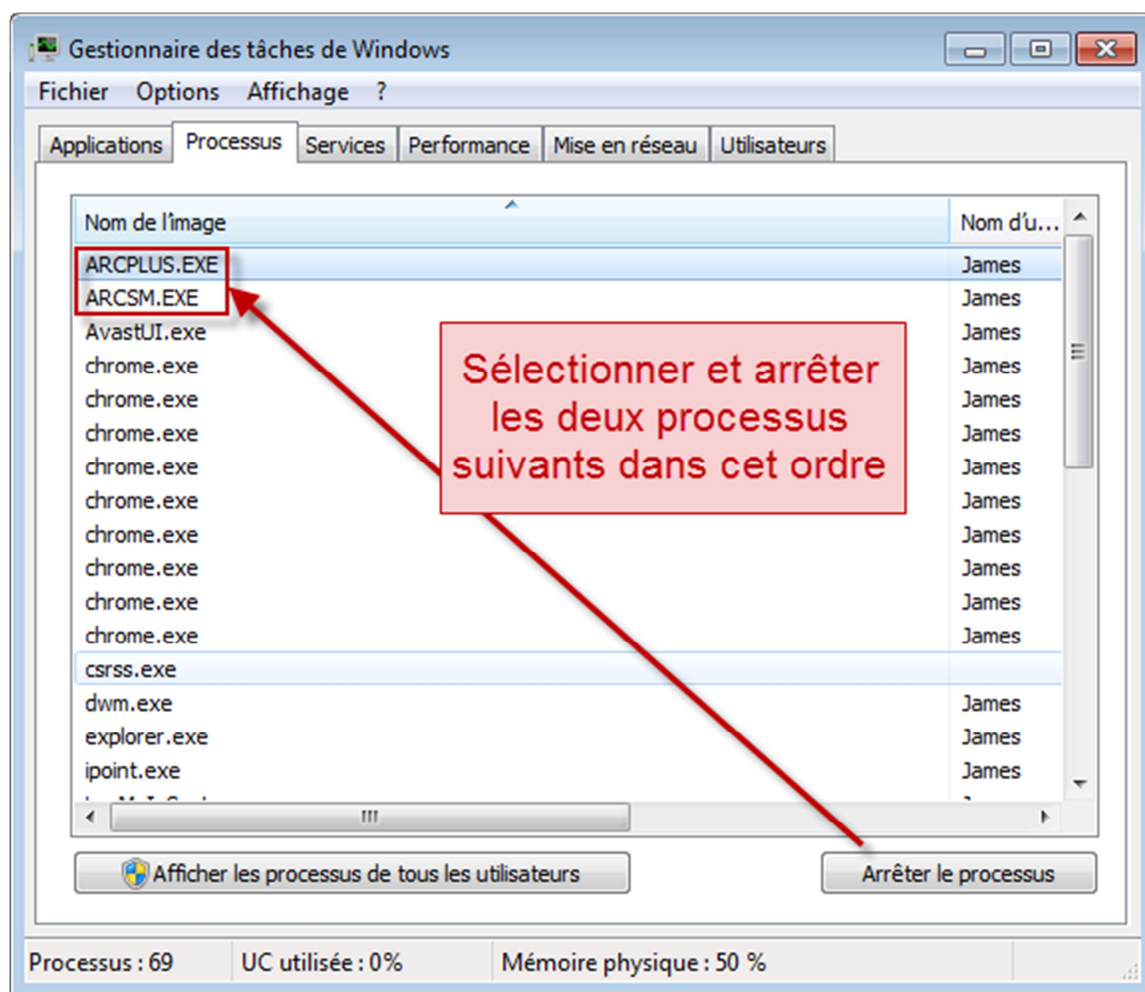 Gestionnaire des tâches de Windows
Fichier Options Affichage ?
Applications Processus Services Performance Mise en réseau Utilisateurs
Nom de l'image Nom d'u...
ARCPLUS.EXE James
ARCSM.EXE James
AvastUI.exe James
chrome.exe James
chrome.exe James
chrome.exe James
chrome.exe James
chrome.exe James
chrome.exe James
chrome.exe James
chrome.exe James
chrome.exe James
csrss.exe
dwm.exe James
explorer.exe James
ipoint.exe James
Sélectionner et arrêter
les deux processus
suivants dans cet ordre
Afficher les processus de tous les utilisateurs Arrêter le processus
Processus : 69 UC utilisée : 0% Mémoire physique : 50 %